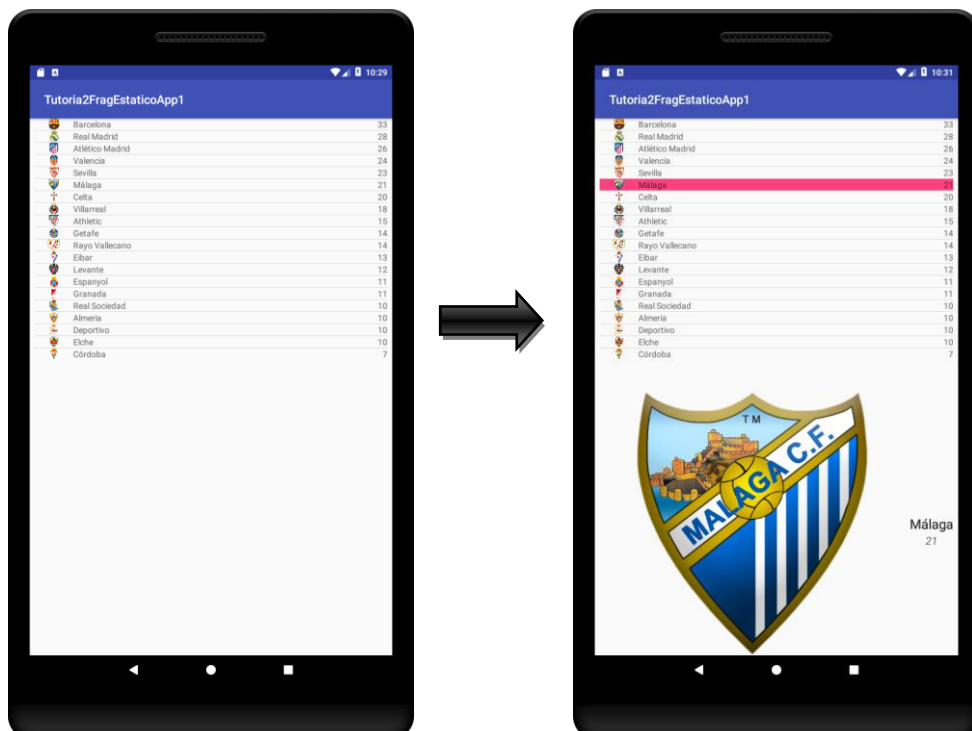 10:29
Tutoria2FragEstaticoApp1
Barcelona 33
Real Madrid 28
Atlético Madrid 26
Valencia 24
Sevilla 23
Málaga 21
Celta 20
Villarreal 18
Athletic 15
Getafe 14
Rayo Vallecano 14
Eibar 13
Levante 12
Espanyol 11
Granada 11
Real Sociedad 10
Almeria 10
Deportivo 10
Elche 10
Córdoba 7
10:31
Tutoria2FragEstaticoApp1
Barcelona 33
Real Madrid 28
Atlético Madrid 26
Valencia 24
Sevilla 23
Málaga 21
Celta 20
Villarreal 18
Athletic 15
Getafe 14
Rayo Vallecano 14
Eibar 13
Levante 12
Espanyol 11
Granada 11
Real Sociedad 10
Almeria 10
Deportivo 10
Elche 10
Córdoba 7
TM
MALAGA C.F.
Málaga
21